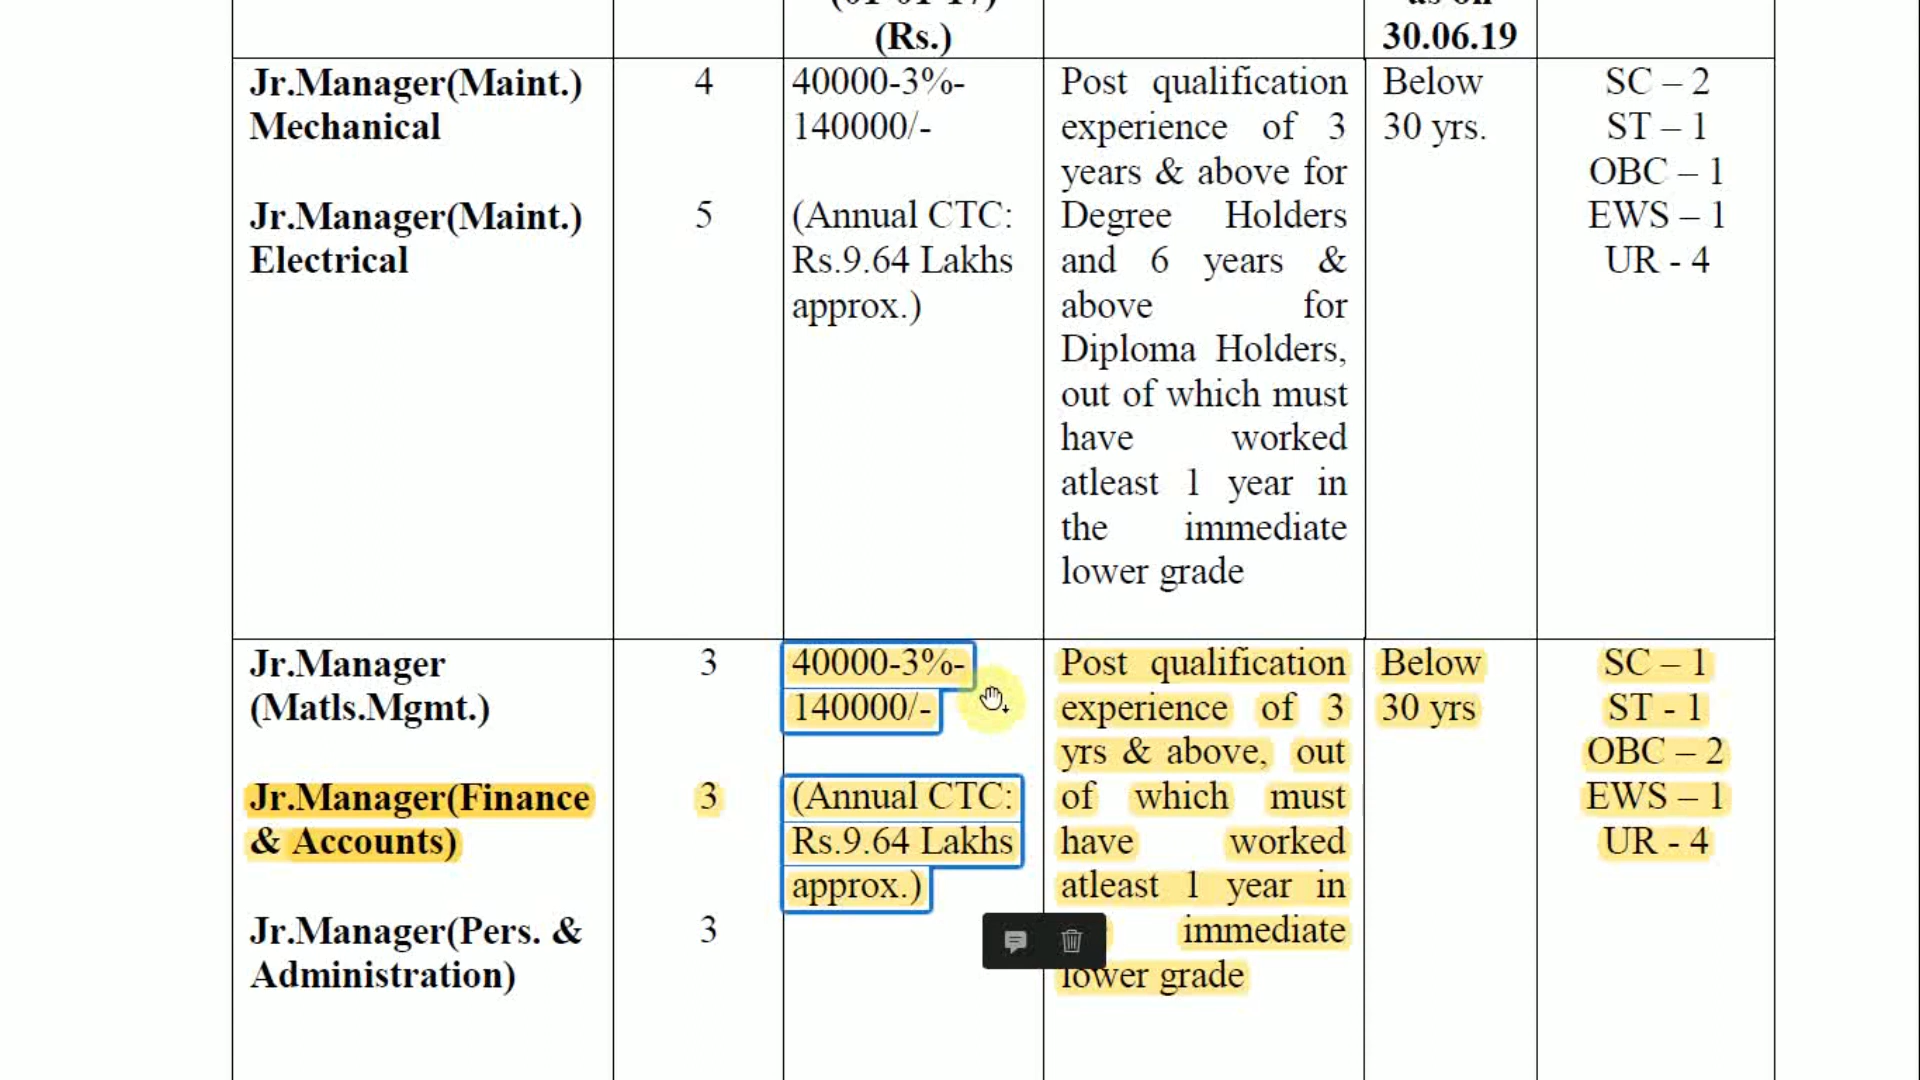 (01-01-17)
as on
(Rs.)
30.06.19
Jr.Manager(Maint.)
Mechanical
4
Jr.Manager(Maint.)
Electrical
5
40000-3%-
140000/-
(Annual CTC:
Rs.9.64 Lakhs
approx.)
Post qualification
experience of 3
years & above for
Degree Holders
and 6 years &
above for
Diploma Holders,
out of which must
have worked
atleast 1 year in
the immediate
lower grade
Below
30 yrs.
SC – 2
ST – 1
OBC – 1
EWS – 1
UR - 4
Jr.Manager
(Matls.Mgmt.)
3
Jr.Manager(Finance
& Accounts)
3
Jr.Manager(Pers. &
Administration)
3
40000-3%-
140000/-
(Annual CTC:
Rs.9.64 Lakhs
approx.)
Post qualification
experience of 3
yrs & above, out
of which must
have worked
atleast 1 year in
immediate
lower grade
Below
30 yrs
SC – 1
ST - 1
OBC – 2
EWS – 1
UR - 4